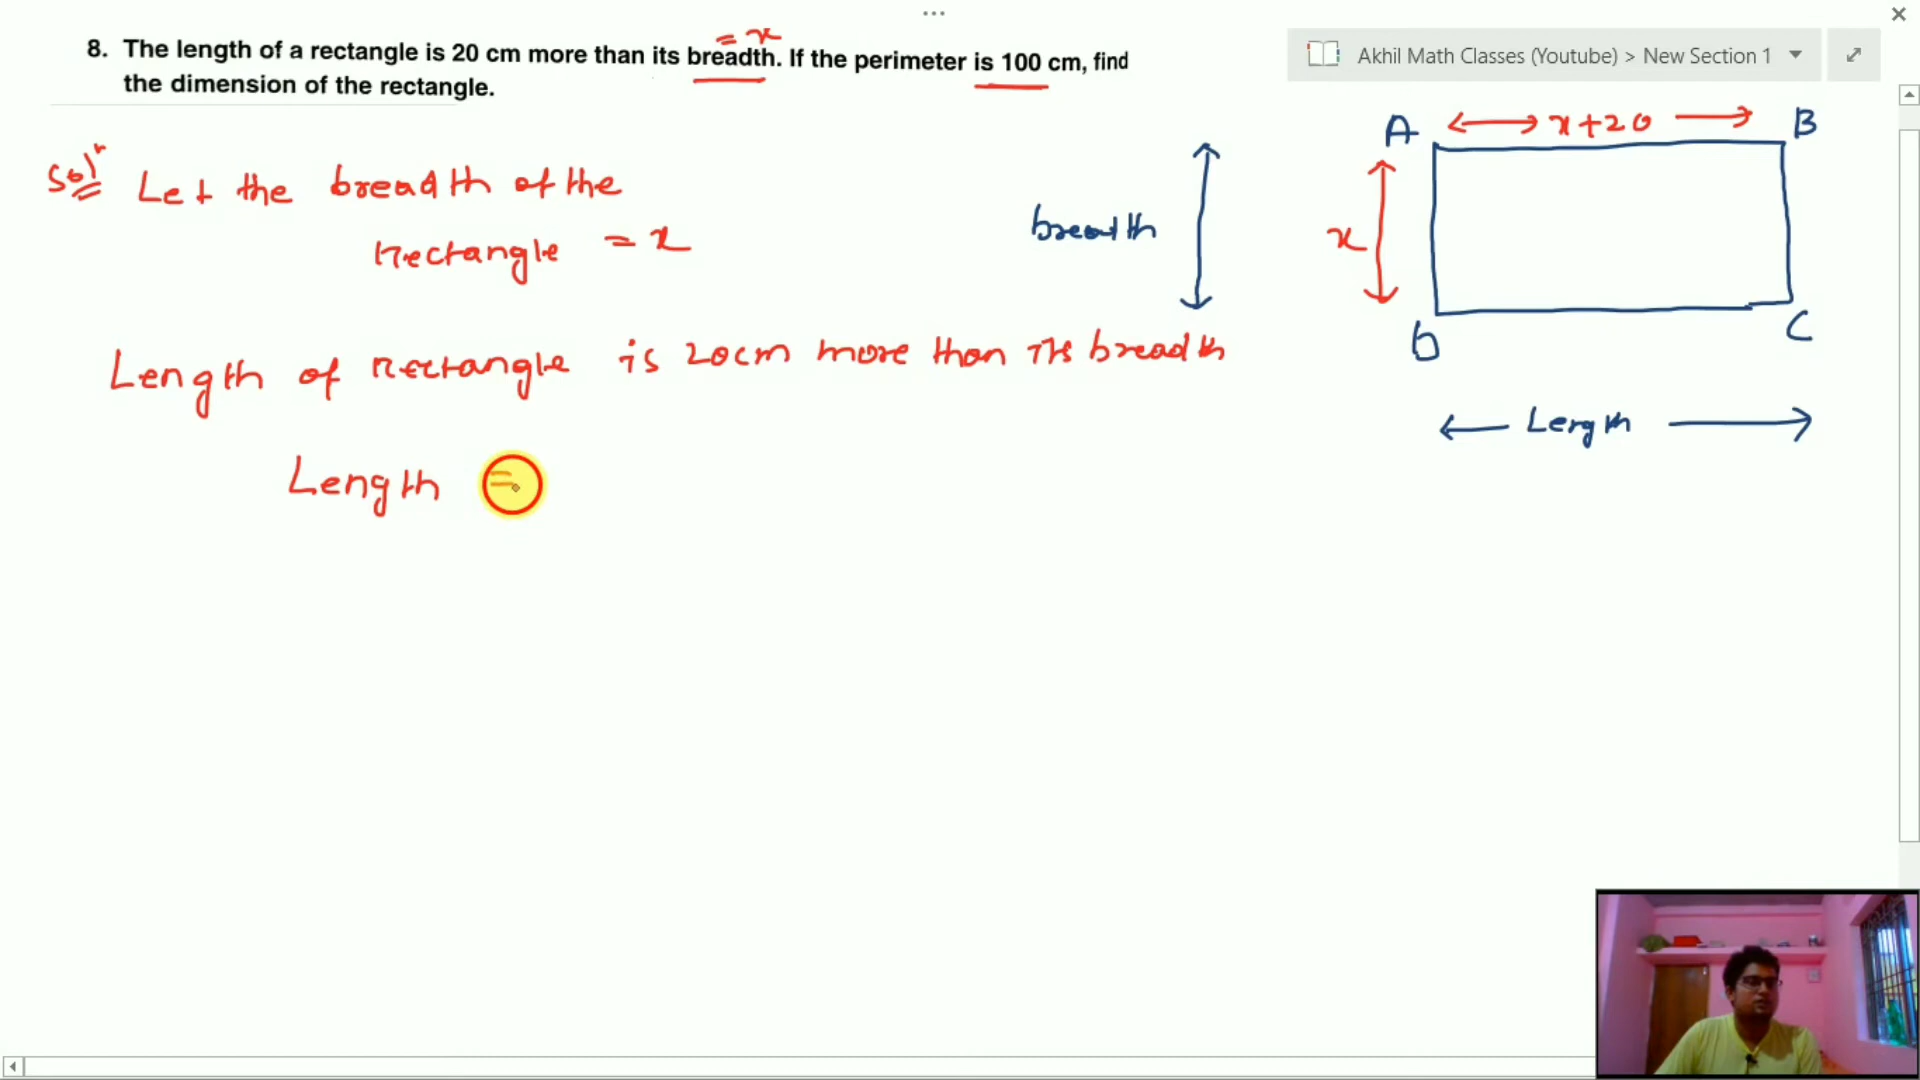 8. The length of a rectangle is 20 cm more than its breadth. If the perimeter is 100 cm, find
= x
the dimension of the rectangle.
Akhil Math Classes (Youtube) > New Section 1
Solⁿ Let the breadth of the
Rectangle = x
Length of Rectangle is 20cm more than its breadth
Length =
A x+20 B
breadth x
D C
Length